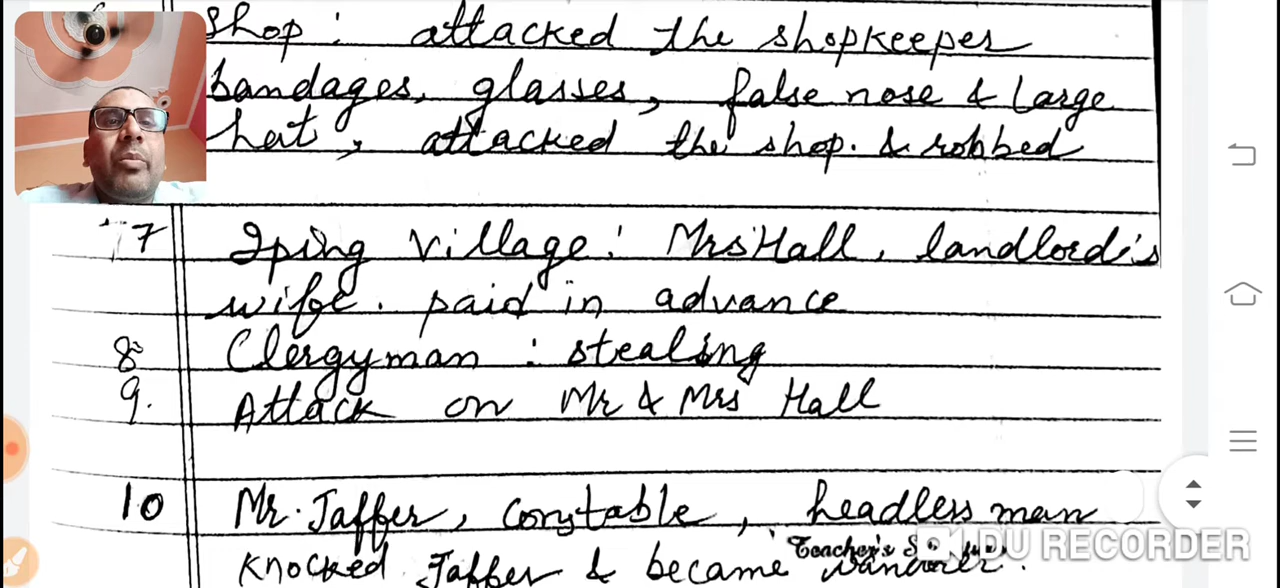 shop: attacked the shopkeeper
bandages, glasses, false nose & large
hat, attacked the shop. & robbed
7 Iping Village: Mrs Hall, landlord's
wife. paid in advance
8 Clergyman: stealing
9. Attack on Mr & Mrs Hall
10 Mr. Jaffer, constable, headless man
Teacher's
knocked Jaffer & became wanderer.
DU RECORDER